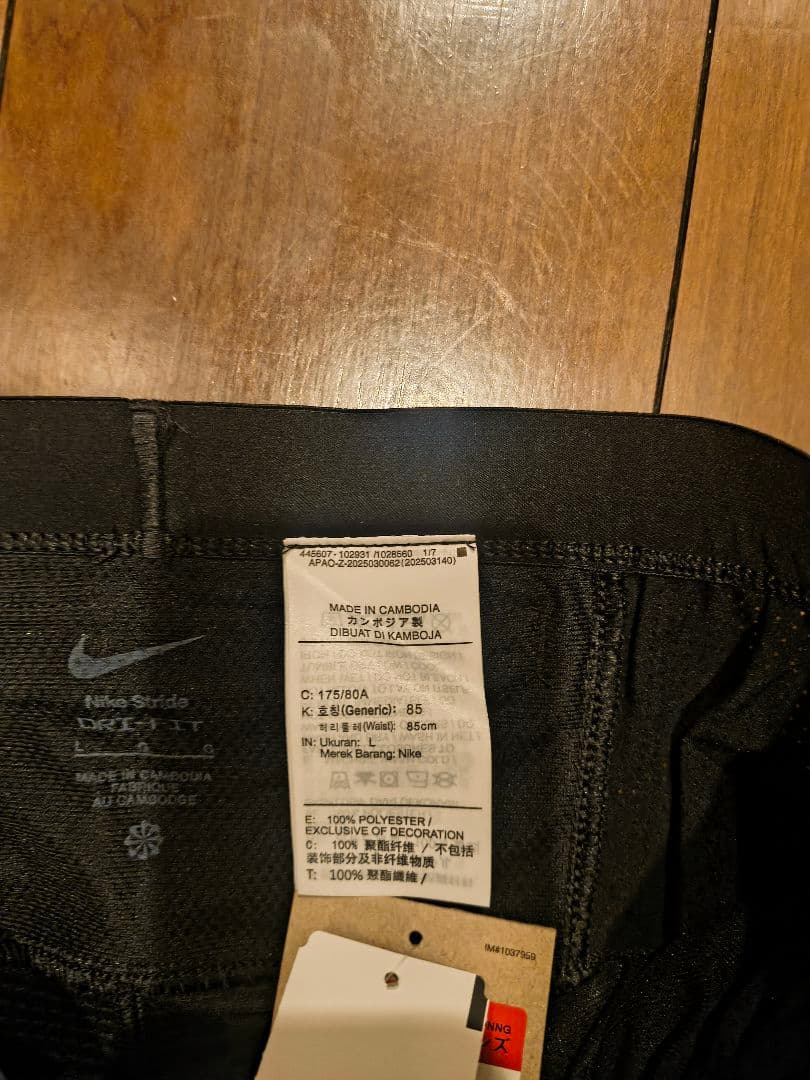 445607-102931 /1028560 1/7
APAO-Z-2025030062(202503140)
MADE IN CAMBODIA
カンボジア製
DIBUAT DI KAMBOJA
C: 175/80A
K: 호칭(Generic): 85
허리둘레(Waist): 85cm
IN: Ukuran: L
Merek Barang: Nike
E: 100% POLYESTER /
EXCLUSIVE OF DECORATION
C: 100% 聚酯纤维 / 不包括
装饰部分及非纤维物质
T: 100% 聚酯纖維 /
Nike Stride
DRI-FIT
L G G
MADE IN CAMBODIA
FABRIQUÉ
AU CAMBODGE
IM#1037959
NNG
ズ